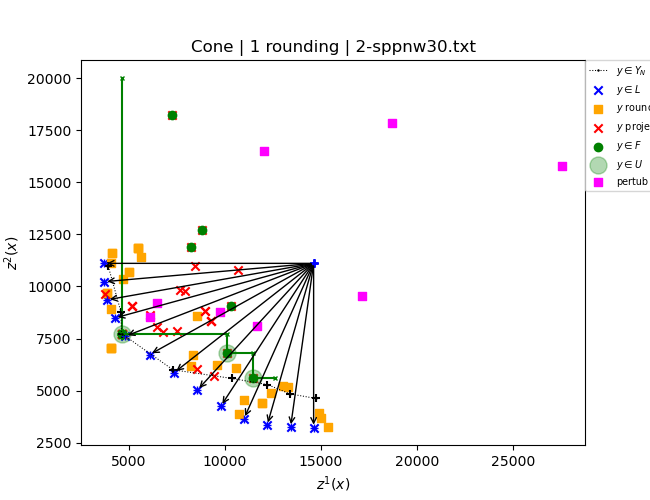 Cone | 1 rounding | 2-sppnw30.txt
z²(x)
20000
17500
15000
12500
10000
7500
5000
2500
5000
10000
15000
20000
25000
z¹(x)
y ∈ Y_N
y ∈ L
y roun
y proje
y ∈ F
y ∈ U
pertub